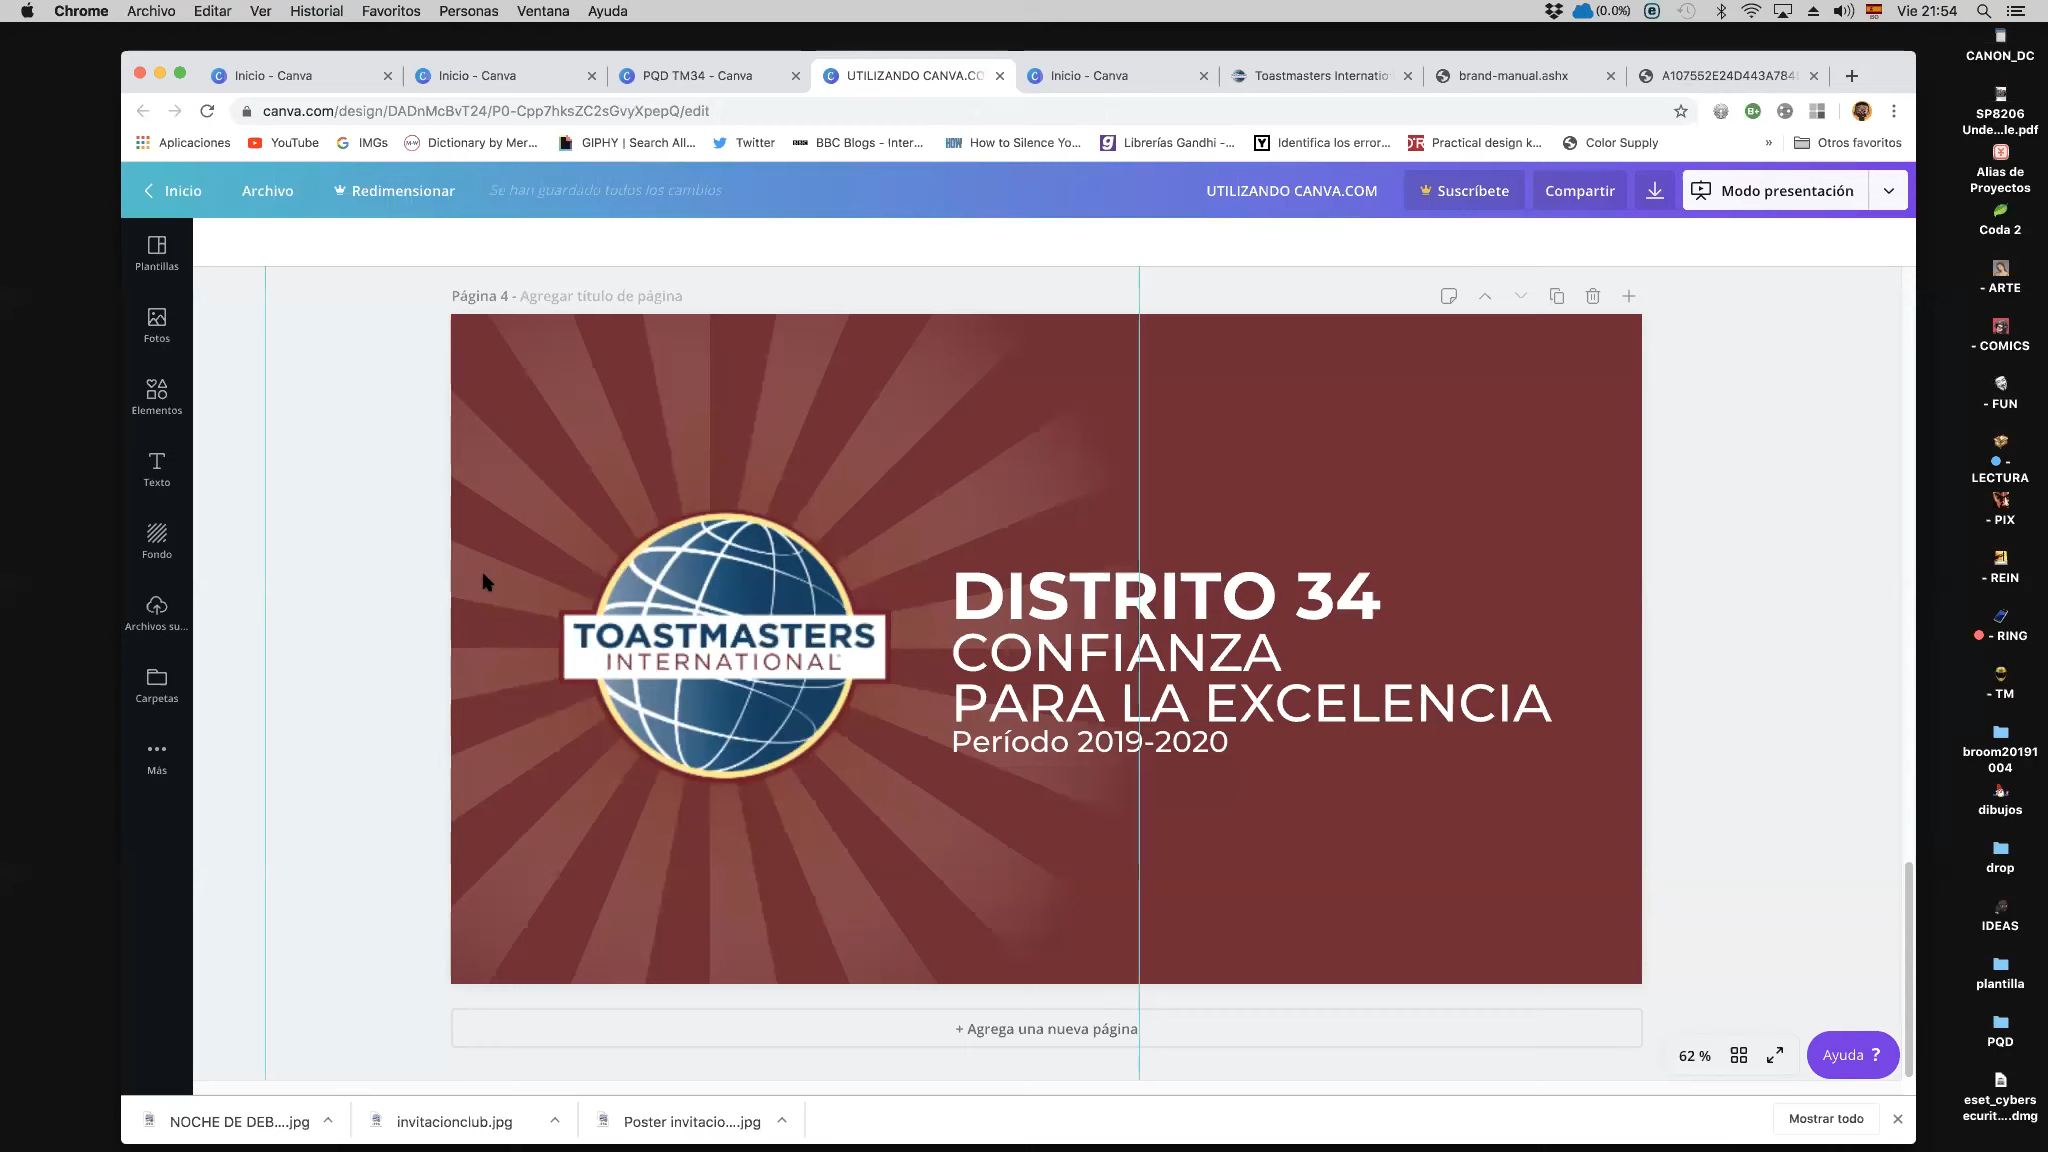 Chrome Archivo Editar Ver Historial Favoritos Personas Ventana Ayuda (0.0%) Vie 21:54
Inicio - Canva Inicio - Canva PQD TM34 - Canva UTILIZANDO CANVA.CO Inicio - Canva Toastmasters Internatio brand-manual.ashx A107552E24D443A784
canva.com/design/DADnMcBvT24/P0-Cpp7hksZC2sGvyXpepQ/edit
Aplicaciones YouTube IMGs Dictionary by Mer... GIPHY | Search All... Twitter BBC Blogs - Inter... How to Silence Yo... Librerías Gandhi -... Identifica los error... Practical design k... Color Supply » Otros favoritos
Inicio Archivo Redimensionar Se han guardado todos los cambios UTILIZANDO CANVA.COM Suscríbete Compartir Modo presentación
Plantillas
Fotos
Elementos
Texto
Fondo
Archivos su...
Carpetas
Más
Página 4 - Agregar título de página
TOASTMASTERS
INTERNATIONAL
DISTRITO 34
CONFIANZA
PARA LA EXCELENCIA
Período 2019-2020
+ Agrega una nueva página
62 %
Ayuda ?
NOCHE DE DEB....jpg invitacionclub.jpg Poster invitacio....jpg Mostrar todo
CANON_DC
SP8206
Unde...le.pdf
Alias de
Proyectos
Coda 2
- ARTE
- COMICS
- FUN
-
LECTURA
- PIX
- REIN
- RING
- TM
broom20191
004
dibujos
drop
IDEAS
plantilla
PQD
eset_cybers
ecurit....dmg